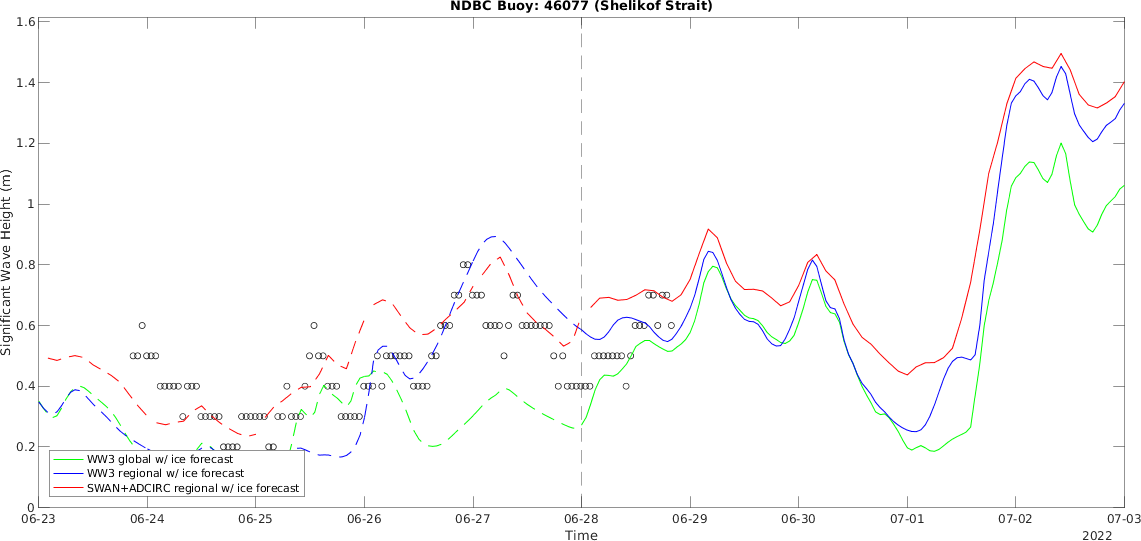 NDBC Buoy: 46077 (Shelikof Strait)
1.6
1.4
1.2
1
0.8
0.6
0.4
0.2
0
Significant Wave Height (m)
WW3 global w/ ice forecast
WW3 regional w/ ice forecast
SWAN+ADCIRC regional w/ ice forecast
06-23 06-24 06-25 06-26 06-27 06-28 06-29 06-30 07-01 07-02 07-03
Time
2022